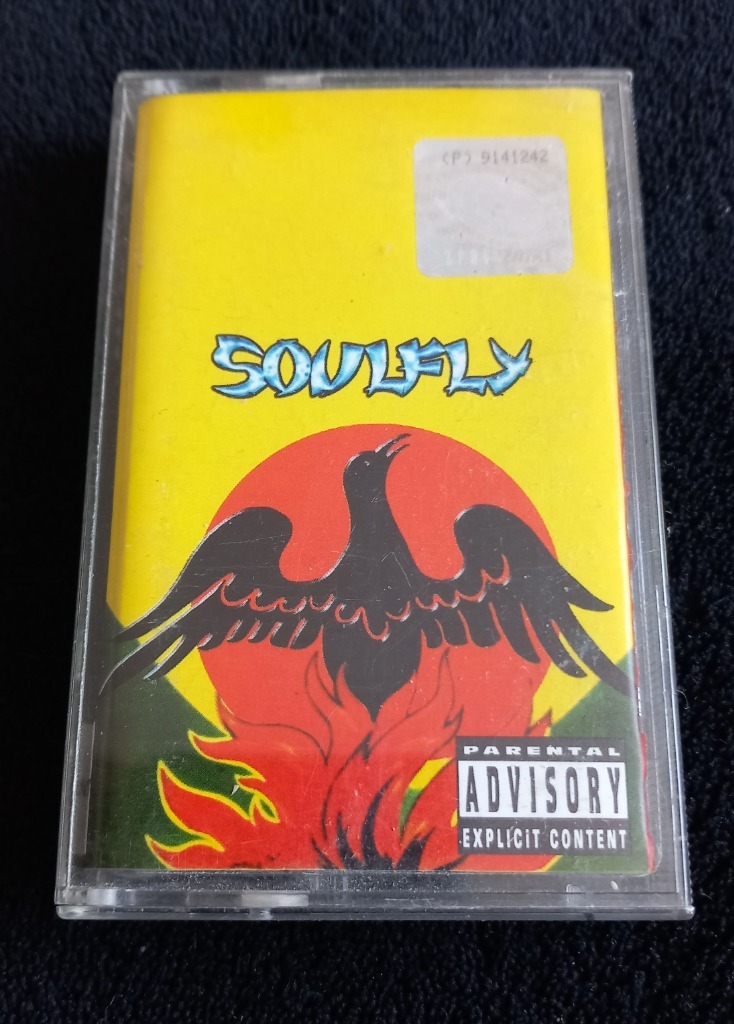 (P) 9141242
SOULFLY
PARENTAL
ADVISORY
EXPLICIT CONTENT